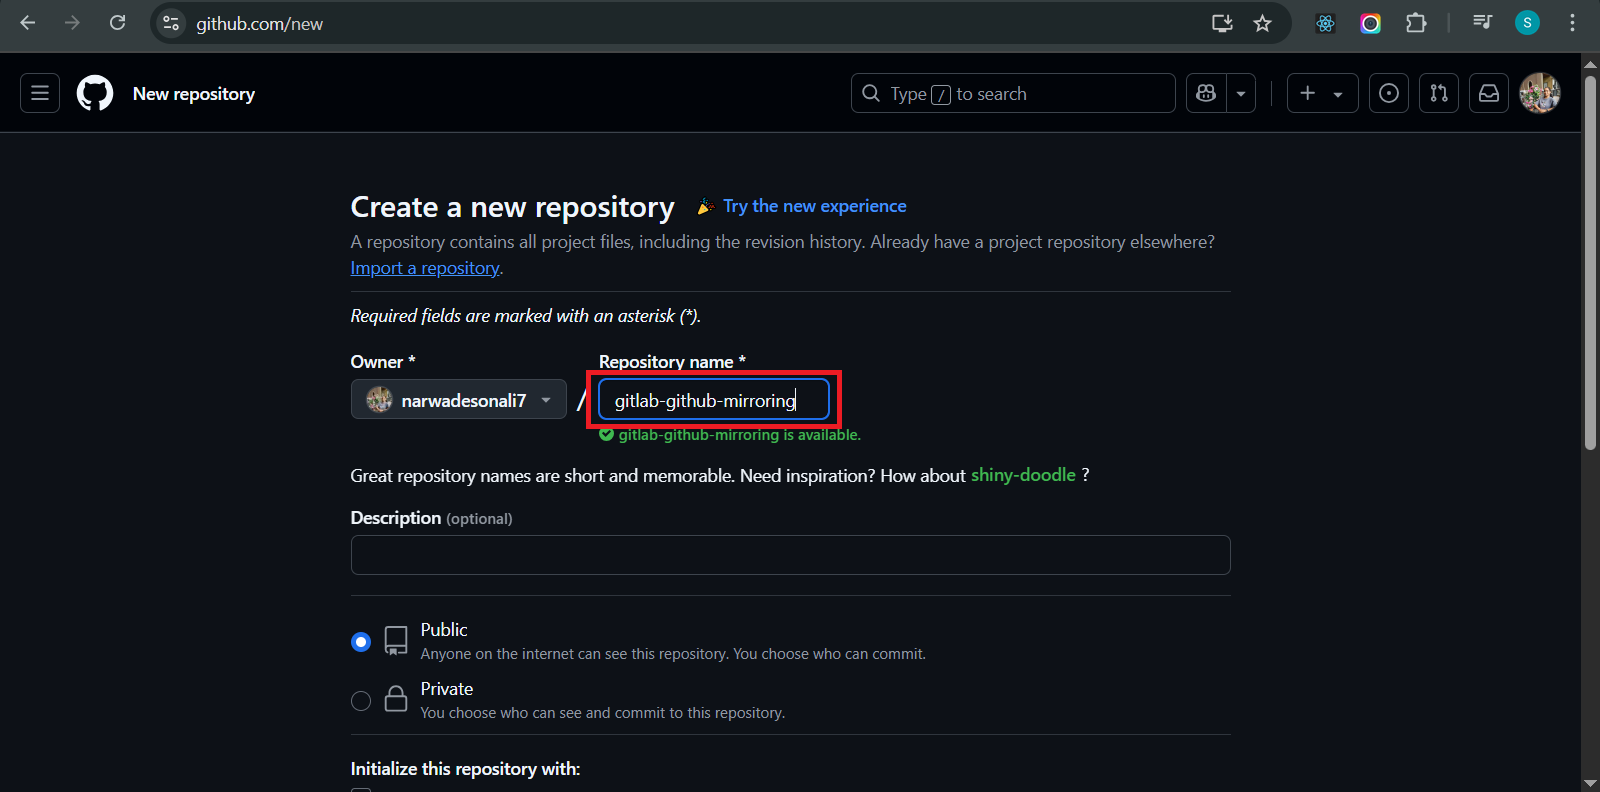 github.com/new
S
New repository
Type / to search
Create a new repository
Try the new experience
A repository contains all project files, including the revision history. Already have a project repository elsewhere?
Import a repository.
Required fields are marked with an asterisk (*).
Owner *
Repository name *
narwadesonali7
/
gitlab-github-mirroring
gitlab-github-mirroring is available.
Great repository names are short and memorable. Need inspiration? How about shiny-doodle ?
Description (optional)
Public
Anyone on the internet can see this repository. You choose who can commit.
Private
You choose who can see and commit to this repository.
Initialize this repository with: